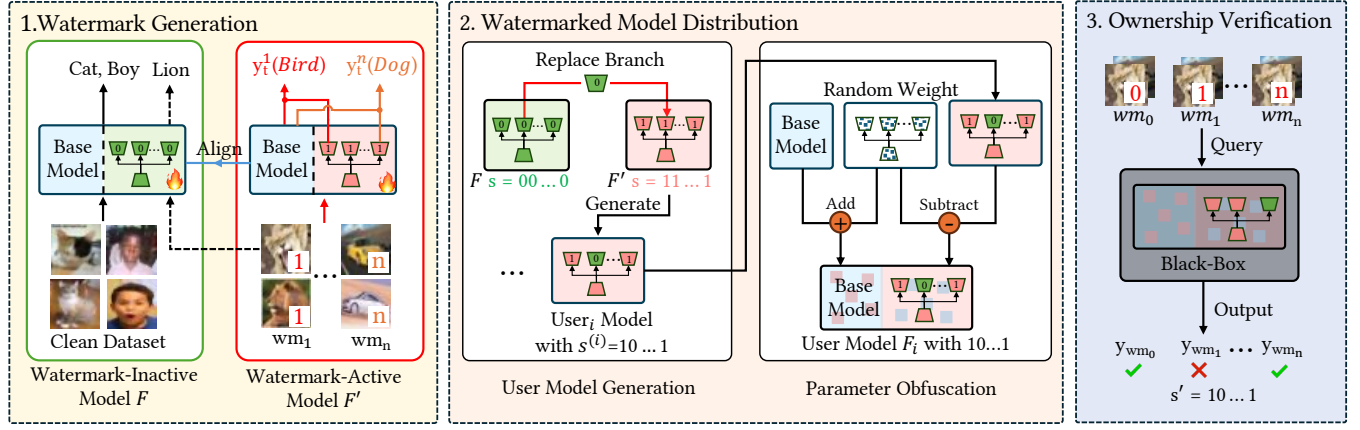 1.Watermark Generation
Cat, Boy
Lion
y_t^1(Bird)
y_t^n(Dog)
Base
Model
0 0 ... 0
Align
Base
Model
1 1 ... 1
1
n
...
1
n
Clean Dataset
wm_1
wm_n
Watermark-Inactive
Model F
Watermark-Active
Model F'
2. Watermarked Model Distribution
Replace Branch
0
0 0 ... 0
1 1 ... 1
F s = 00 ... 0
F' s = 11 ... 1
Generate
...
1 0 ... 1
User_i Model
with s^(i)=10 ... 1
User Model Generation
Random Weight
Base
Model
...
1 0 ... 1
Add
Subtract
+
-
Base
Model
1 0 ... 1
User Model F_i with 10...1
Parameter Obfuscation
3. Ownership Verification
0 1 ... n
wm_0 wm_1 wm_n
Query
Black-Box
Output
y_wm_0 y_wm_1 ... y_wm_n
s' = 10 ... 1